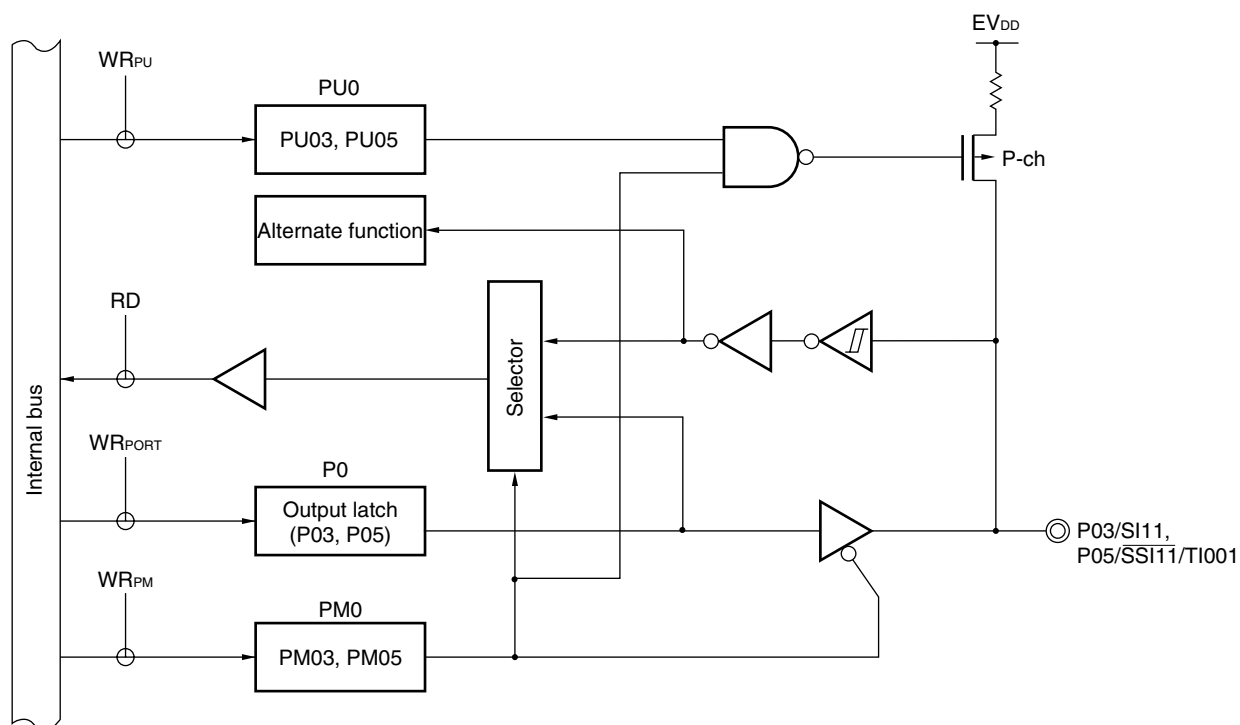 EVDD
WRPU
PU0
PU03, PU05
P-ch
Alternate function
RD
Selector
Internal bus
WRPORT
P0
Output latch
(P03, P05)
P03/SI11,
P05/SSI11/TI001
WRPM
PM0
PM03, PM05